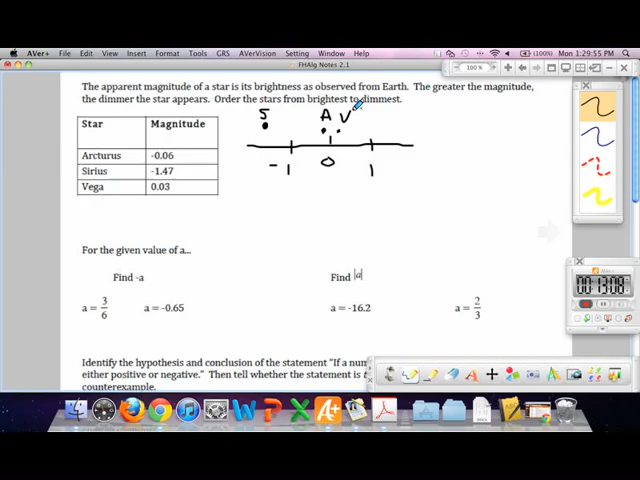 AVer+ File Edit View Insert Format Tools GRS AVerVision Setting Window Help (100%) 1:29:55 PM
FHAlg Notes 2.1
100%
The apparent magnitude of a star is its brightness as observed from Earth. The greater the magnitude,
the dimmer the star appears. Order the stars from brightest to dimmest.
S A V
Star Magnitude
Arcturus -0.06
Sirius -1.47
Vega 0.03
-1 0 1
For the given value of a...
Find -a Find |a|
a = 3/6 a = -0.65 a = -16.2 a = 2/3
00:13:08
Identify the hypothesis and conclusion of the statement "If a num
either positive or negative." Then tell whether the statement is
counterexample.